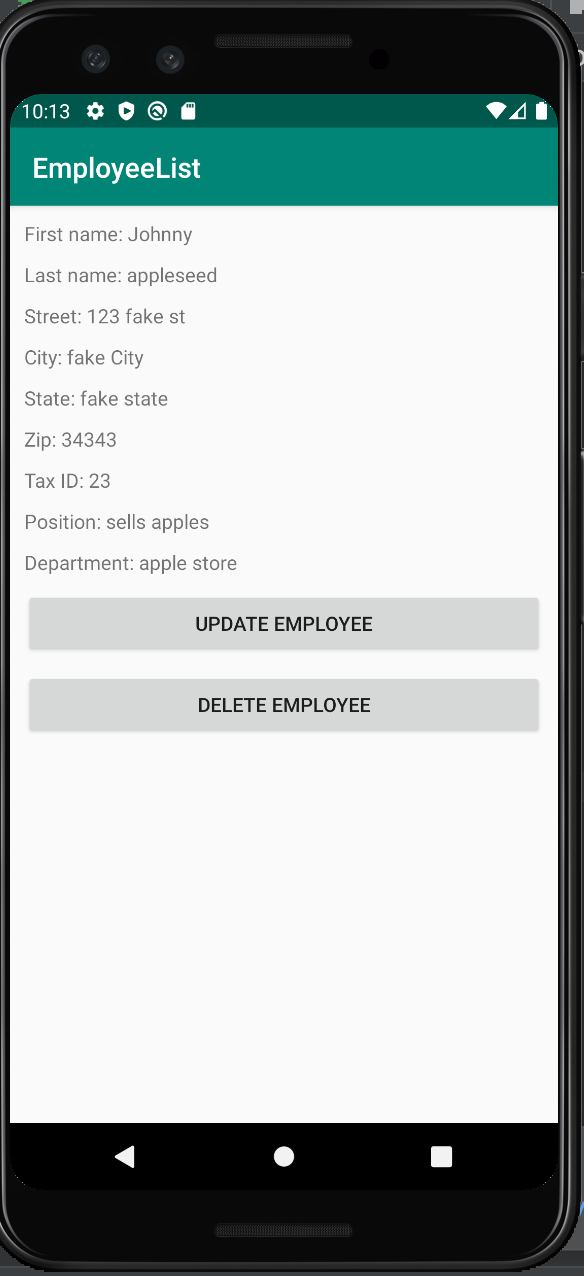 10:13
EmployeeList
First name: Johnny
Last name: appleseed
Street: 123 fake st
City: fake City
State: fake state
Zip: 34343
Tax ID: 23
Position: sells apples
Department: apple store
UPDATE EMPLOYEE
DELETE EMPLOYEE